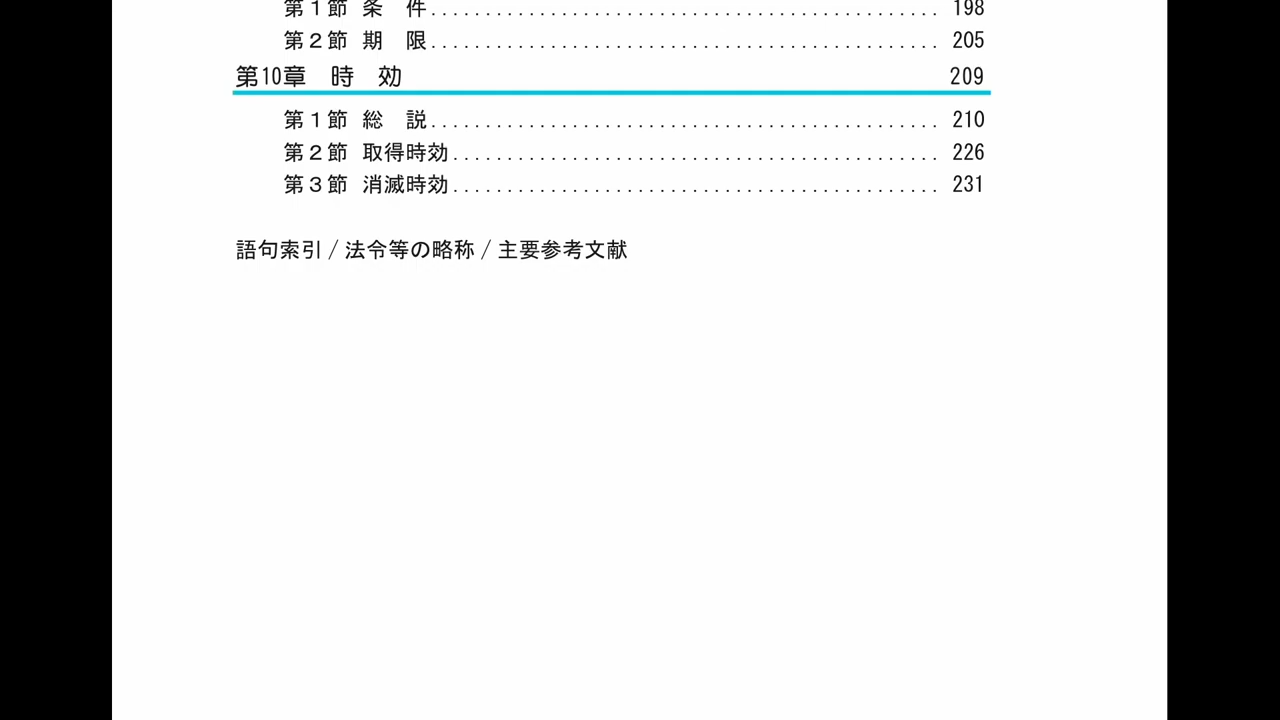 第1節 条　件........................................ 198
第2節 期　限........................................ 205
第10章　時　効 209
第1節 総　説........................................ 210
第2節 取得時効........................................ 226
第3節 消滅時効........................................ 231
語句索引 / 法令等の略称 / 主要参考文献